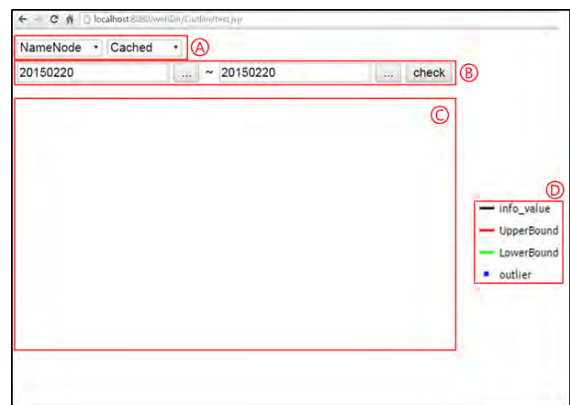 localhost:8080/webDir/Outlier/test.jsp
NameNode Cached A
20150220 ... ~ 20150220 ... check B
C
D
info_value
UpperBound
LowerBound
outlier